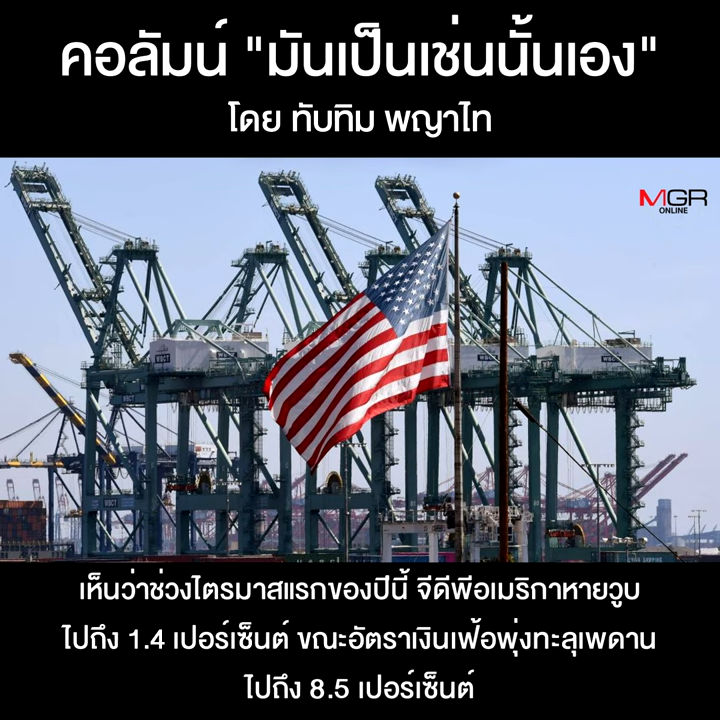 คอลัมน์ "มันเป็นเช่นนั้นเอง"
โดย ทับทิม พญาไท
MGR
ONLINE
WBCT
WBCT
WBCT
WBCT
เห็นว่าช่วงไตรมาสแรกของปีนี้ จีดีพีอเมริกาหายวูบ
ไปถึง 1.4 เปอร์เซ็นต์ ขณะอัตราเงินเฟ้อพุ่งทะลุเพดาน
ไปถึง 8.5 เปอร์เซ็นต์